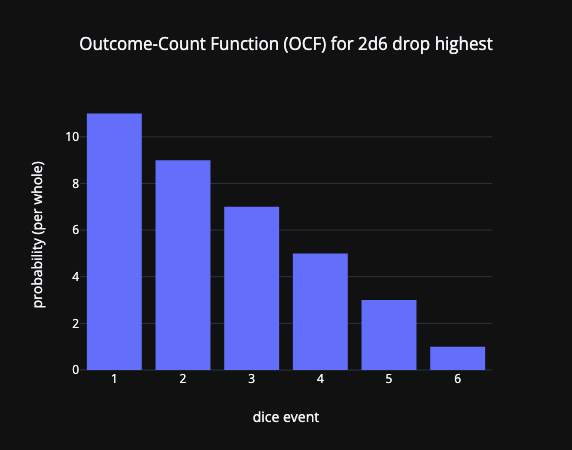 Outcome-Count Function (OCF) for 2d6 drop highest
probability (per whole)
10
8
6
4
2
0
1 2 3 4 5 6
dice event